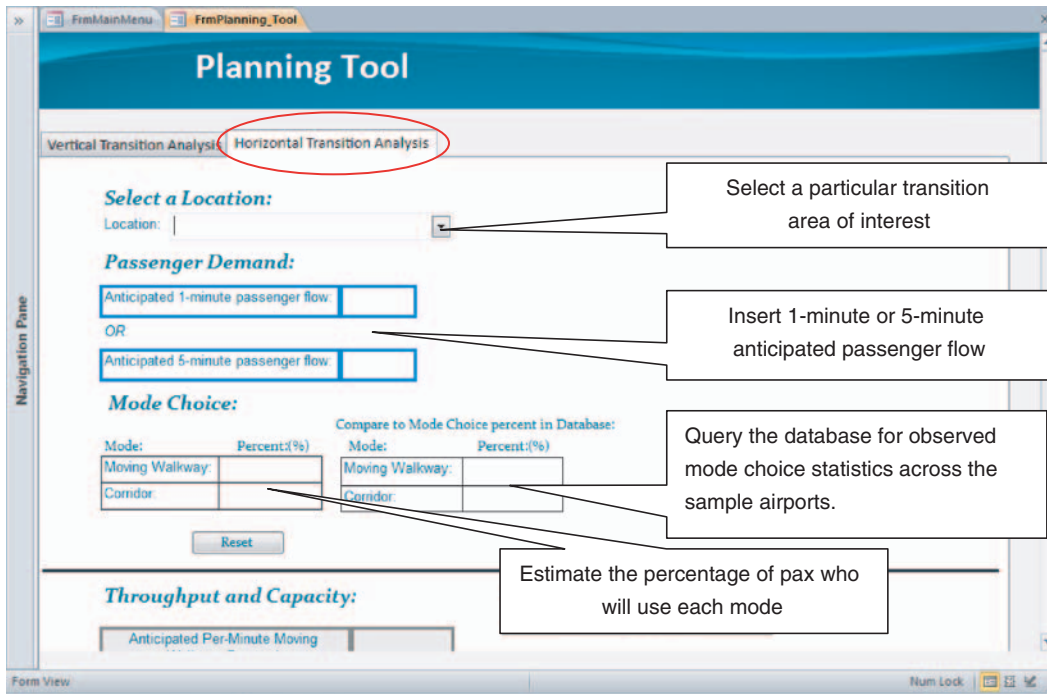 FrmMainMenu
FrmPlanning_Tool
Planning Tool
Vertical Transition Analysis
Horizontal Transition Analysis
Select a Location:
Location:
Select a particular transition
area of interest
Passenger Demand:
Anticipated 1-minute passenger flow:
OR
Anticipated 5-minute passenger flow:
Insert 1-minute or 5-minute
anticipated passenger flow
Navigation Pane
Mode Choice:
Compare to Mode Choice percent in Database:
Mode: Percent:(%) Mode: Percent:(%)
Moving Walkway: Moving Walkway:
Corridor: Corridor:
Query the database for observed
mode choice statistics across the
sample airports.
Reset
Estimate the percentage of pax who
will use each mode
Throughput and Capacity:
Anticipated Per-Minute Moving
Form View
Num Lock